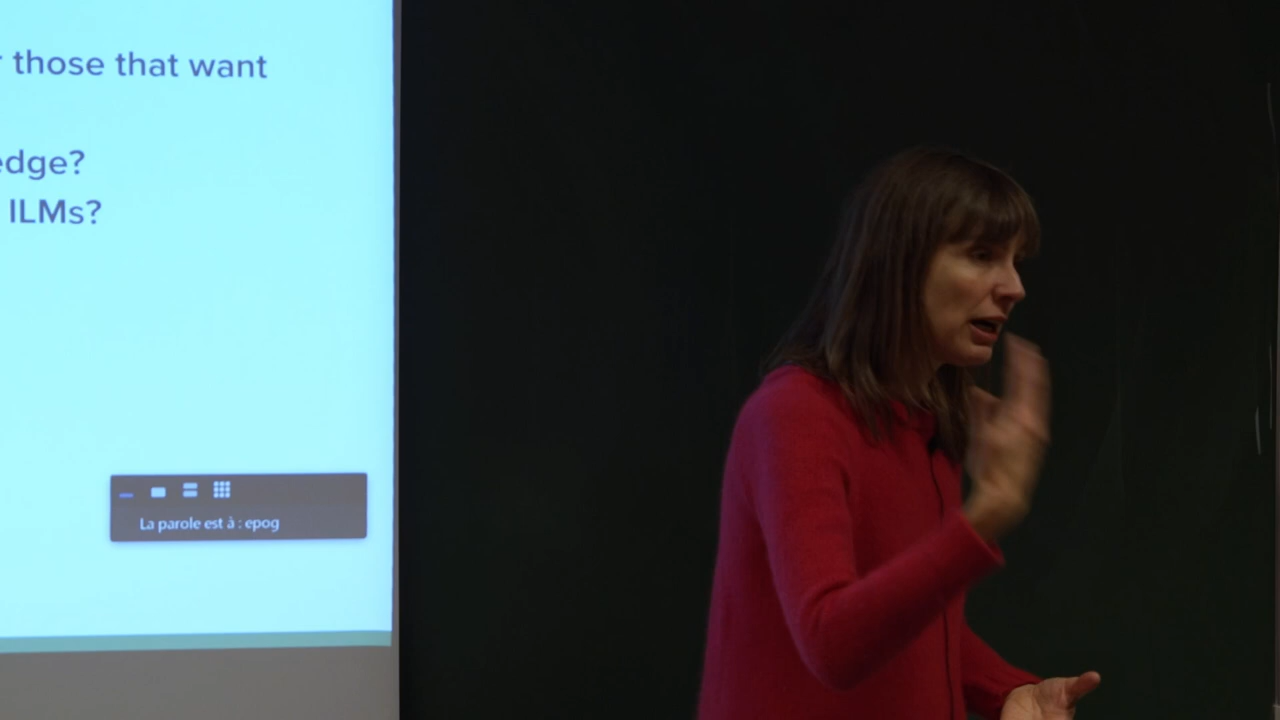 those that want
edge?
ILMs?
La parole est à : epog